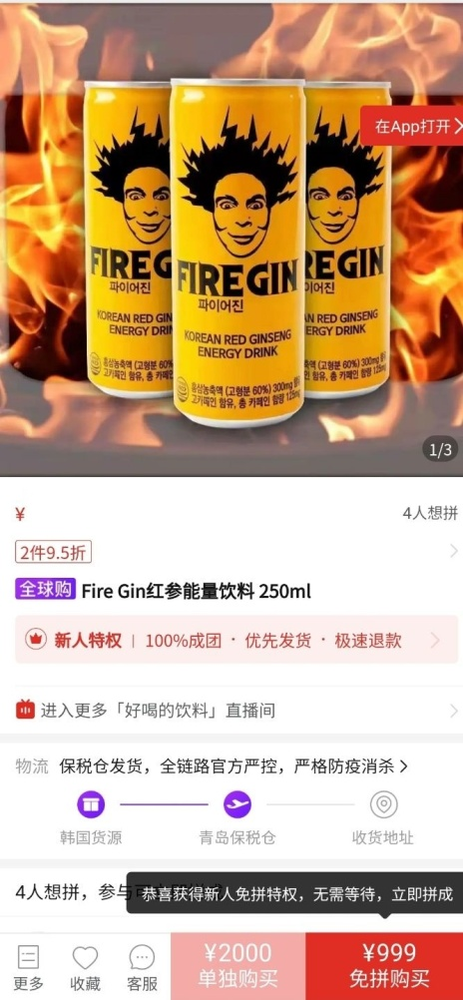 在App打开
FIREGIN
파이어진
KOREAN RED GINSENG
ENERGY DRINK
홍삼농축액 (고형분 60%) 300mg
고카페인 함유, 총 카페인 함량 125mg
1/3
¥
4人想拼
2件9.5折
全球购 Fire Gin红参能量饮料 250ml
新人特权 | 100%成团 · 优先发货 · 极速退款
进入更多「好喝的饮料」直播间
物流 保税仓发货，全链路官方严控，严格防疫消杀
韩国货源 青岛保税仓 收货地址
4人想拼，参与
恭喜获得新人免拼特权，无需等待，立即拼成
¥2000 ¥999
更多 收藏 客服 单独购买 免拼购买